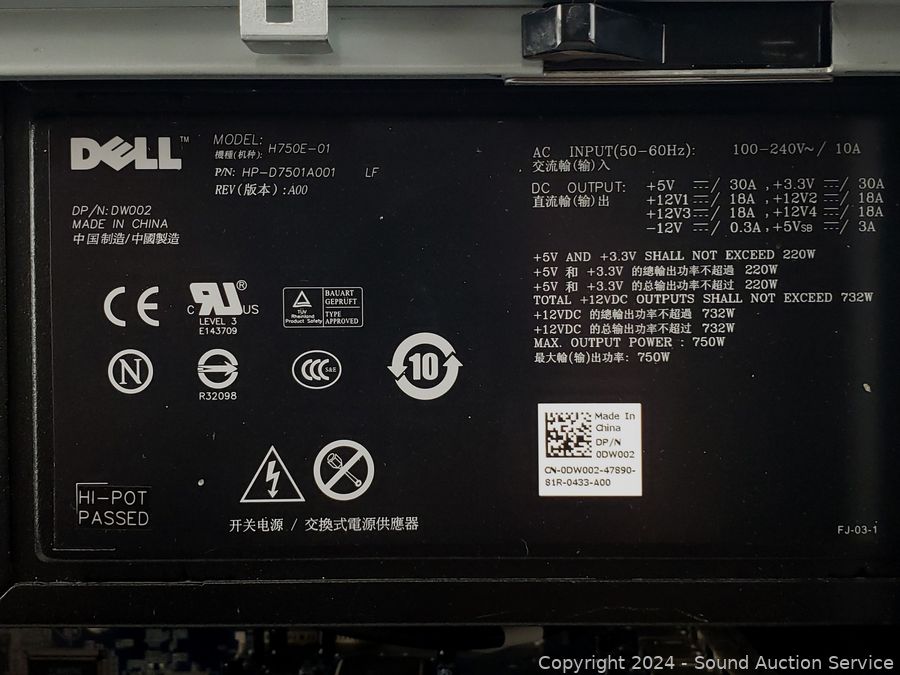 DELL™
MODEL: H750E-01
機種(机种):
P/N: HP-D7501A001 LF
REV(版本):A00
DP/N: DW002
MADE IN CHINA
中国制造/中國製造
AC INPUT(50-60Hz): 100-240V~/ 10A
交流輸(输)入
DC OUTPUT: +5V ⎓/ 30A ,+3.3V ⎓/ 30A
直流輸(输)出 +12V1 ⎓/ 18A ,+12V2 ⎓/ 18A
+12V3 ⎓/ 18A ,+12V4 ⎓/ 18A
-12V ⎓/ 0.3A ,+5VSB ⎓/ 3A
+5V AND +3.3V SHALL NOT EXCEED 220W
+5V 和 +3.3V 的總輸出功率不超過 220W
+5V 和 +3.3V 的总输出功率不超过 220W
TOTAL +12VDC OUTPUTS SHALL NOT EXCEED 732W
+12VDC 的總輸出功率不超過 732W
+12VDC 的总输出功率不超过 732W
MAX. OUTPUT POWER : 750W
最大輸(输)出功率: 750W
CE
C RU ® US
LEVEL 3
E143709
TÜV
Rheinland
Product Safety
BAUART
GEPRÜFT
TYPE
APPROVED
N
R32098
CCC S&E
10
HI-POT
PASSED
开关电源 / 交換式電源供應器
Made In
China
DP/N
0DW002
CN-0DW002-47890-
81R-0433-A00
FJ-03-1
Copyright 2024 - Sound Auction Service